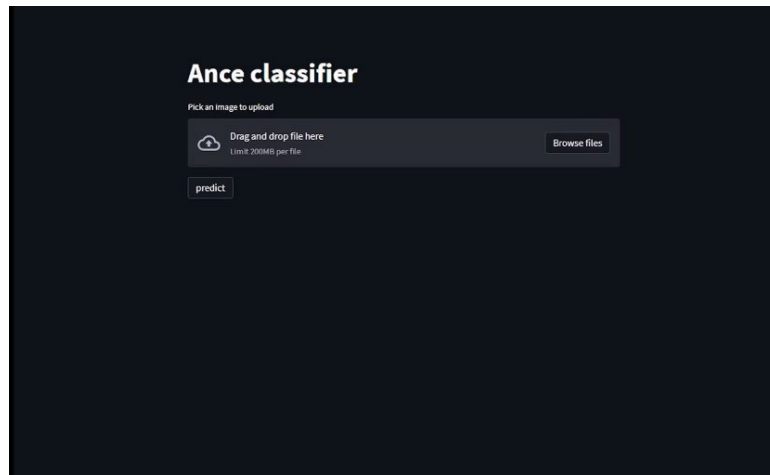 Ance classifier
Pick an image to upload
Drag and drop file here
Limit 200MB per file
Browse files
predict